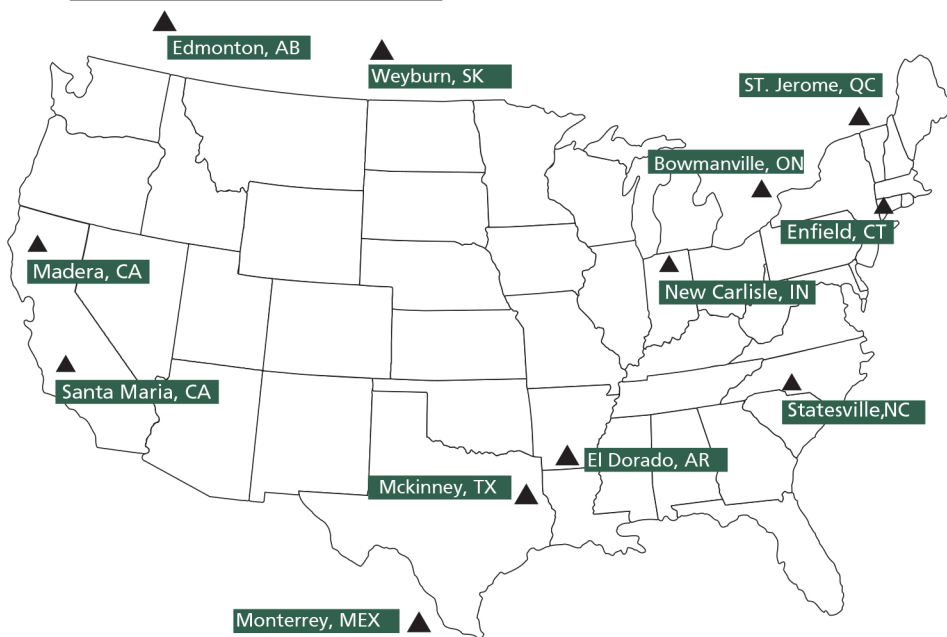 Edmonton, AB
Weyburn, SK
ST. Jerome, QC
Bowmanville, ON
Enfield, CT
Madera, CA
New Carlisle, IN
Santa Maria, CA
Statesville,NC
El Dorado, AR
Mckinney, TX
Monterrey, MEX